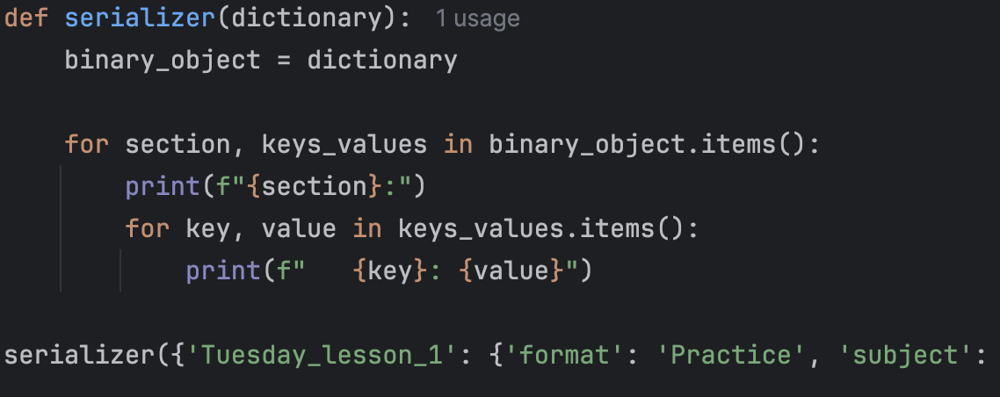 def serializer(dictionary): 1 usage
    binary_object = dictionary

    for section, keys_values in binary_object.items():
        print(f"{section}:")
        for key, value in keys_values.items():
            print(f"   {key}: {value}")

serializer({'Tuesday_lesson_1': {'format': 'Practice', 'subject':